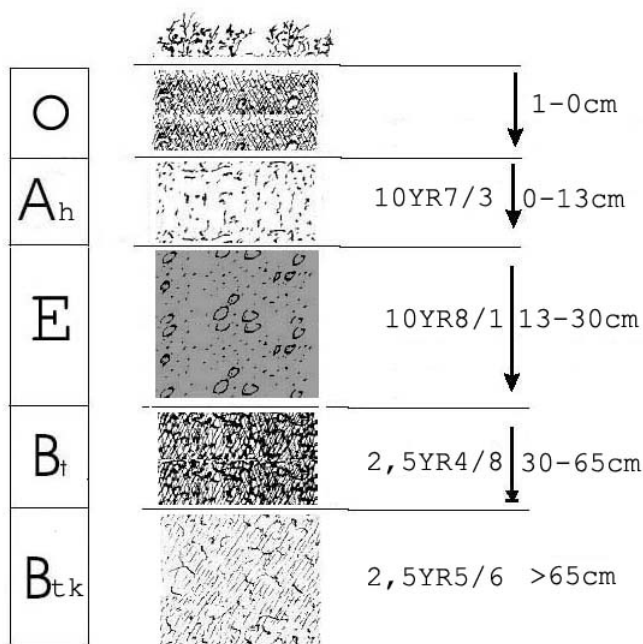 O 1-0cm
Ah 10YR7/3 0-13cm
E 10YR8/1 13-30cm
Bt 2,5YR4/8 30-65cm
Btk 2,5YR5/6 >65cm